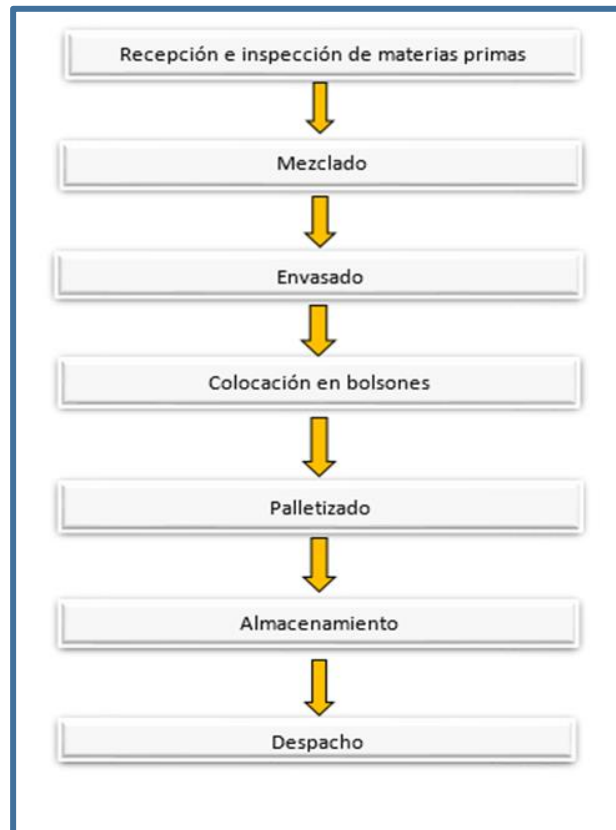 Recepción e inspección de materias primas
Mezclado
Envasado
Colocación en bolsones
Palletizado
Almacenamiento
Despacho